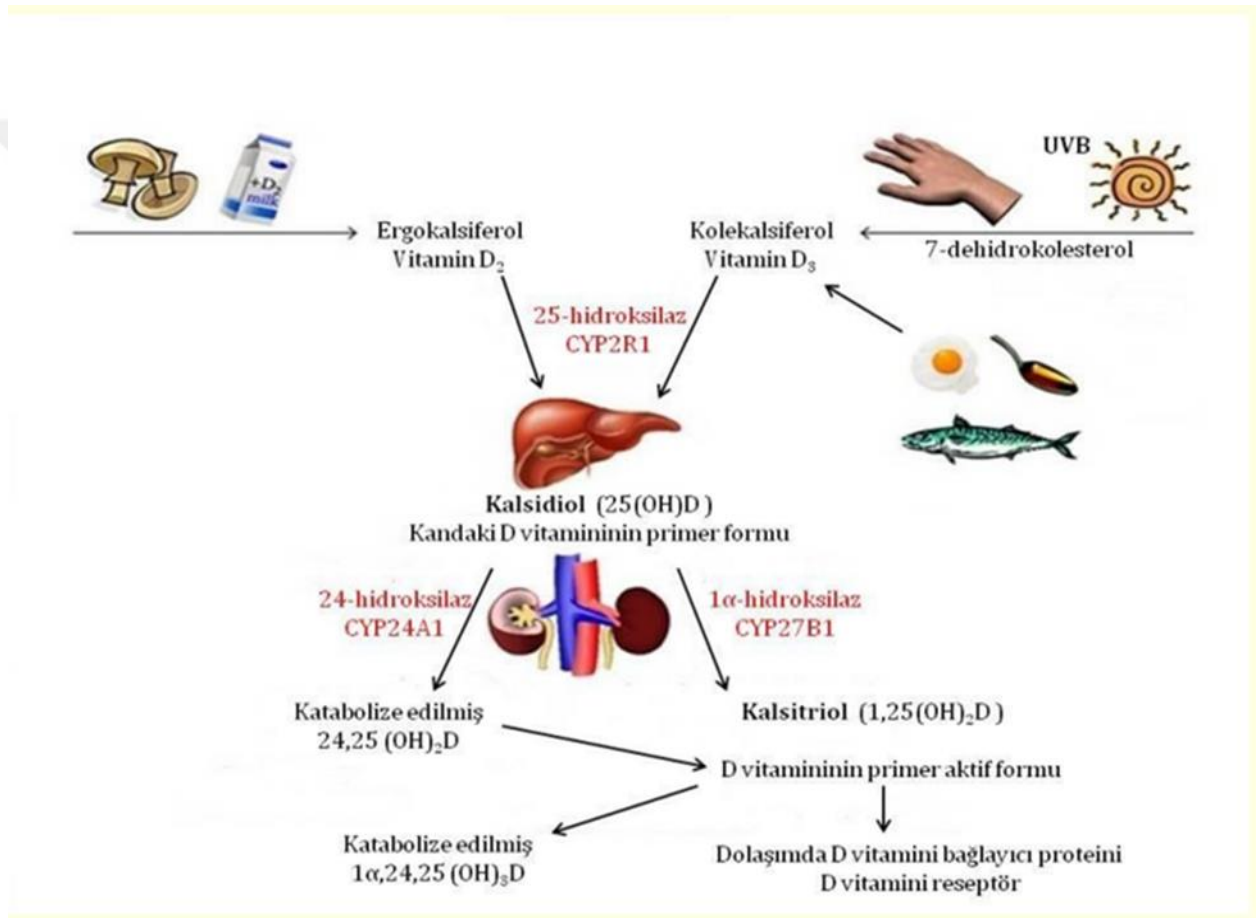 UVB
+D₂
milk
Ergokalsiferol
Vitamin D₂
Kolekalsiferol
Vitamin D₃
7-dehidrokolesterol
25-hidroksilaz
CYP2R1
Kalsidiol (25(OH)D )
Kandaki D vitamininin primer formu
24-hidroksilaz
CYP24A1
1α-hidroksilaz
CYP27B1
Katabolize edilmiş
24,25 (OH)₂D
Kalsitriol (1,25(OH)₂D )
D vitamininin primer aktif formu
Katabolize edilmiş
1α,24,25 (OH)₃D
Dolaşımda D vitamini bağlayıcı proteini
D vitamini reseptör